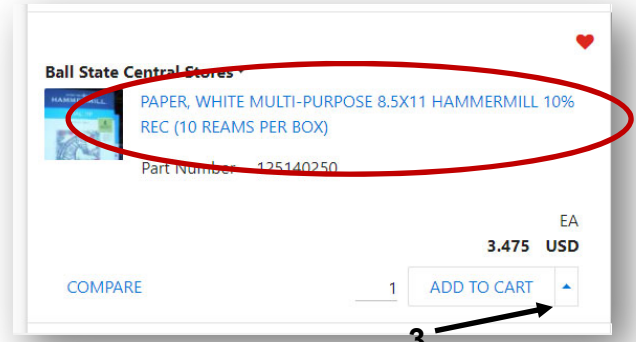 Ball State Central Stores
HAMMERMILL
PAPER, WHITE MULTI-PURPOSE 8.5X11 HAMMERMILL 10%
REC (10 REAMS PER BOX)
Part Number 125140250
EA
3.475 USD
COMPARE
1
ADD TO CART
3